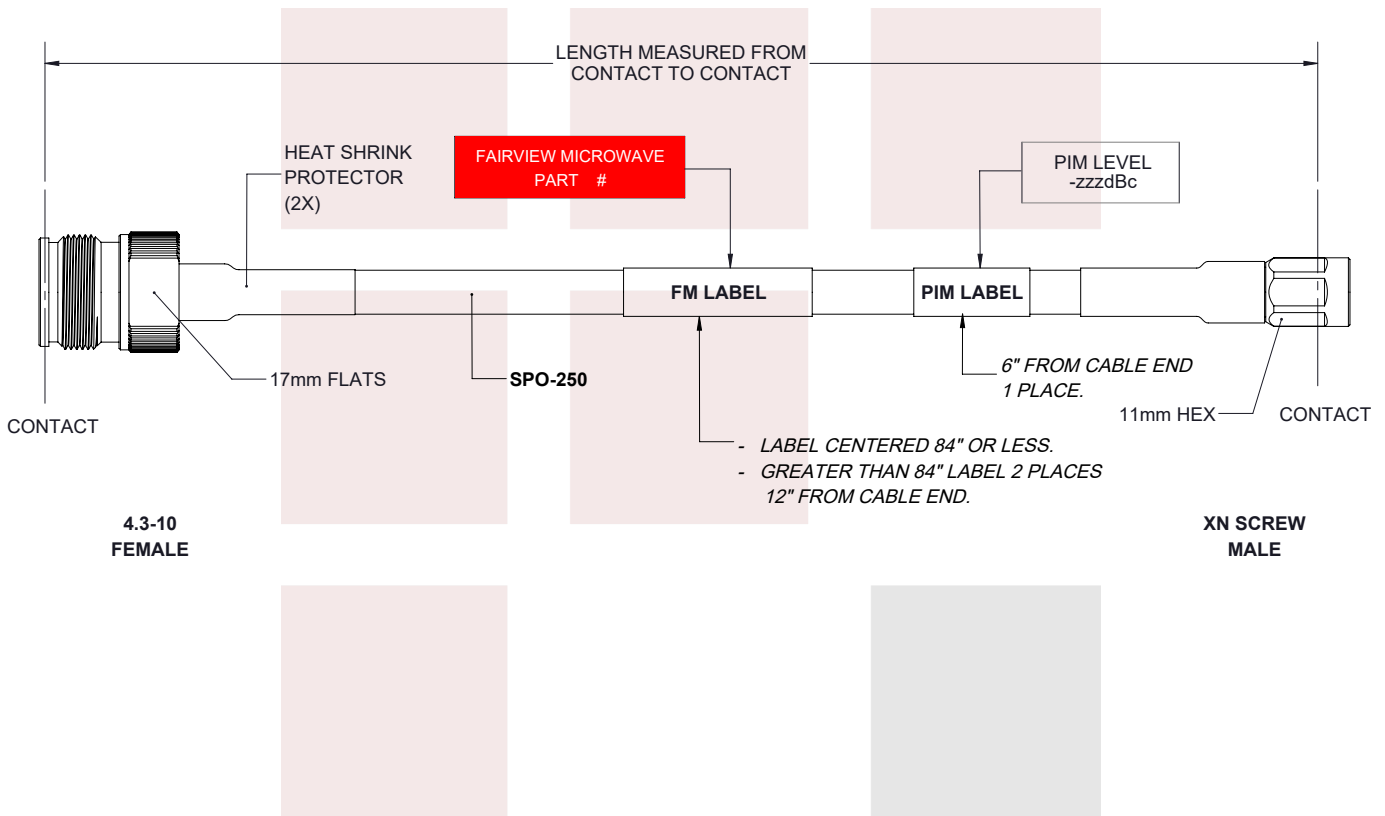 LENGTH MEASURED FROM
CONTACT TO CONTACT
HEAT SHRINK
PROTECTOR
(2X)
FAIRVIEW MICROWAVE
PART #
PIM LEVEL
-zzzdBc
FM LABEL
PIM LABEL
17mm FLATS
SPO-250
6" FROM CABLE END
1 PLACE.
11mm HEX
CONTACT
CONTACT
- LABEL CENTERED 84" OR LESS.
- GREATER THAN 84" LABEL 2 PLACES
12" FROM CABLE END.
4.3-10
FEMALE
XN SCREW
MALE